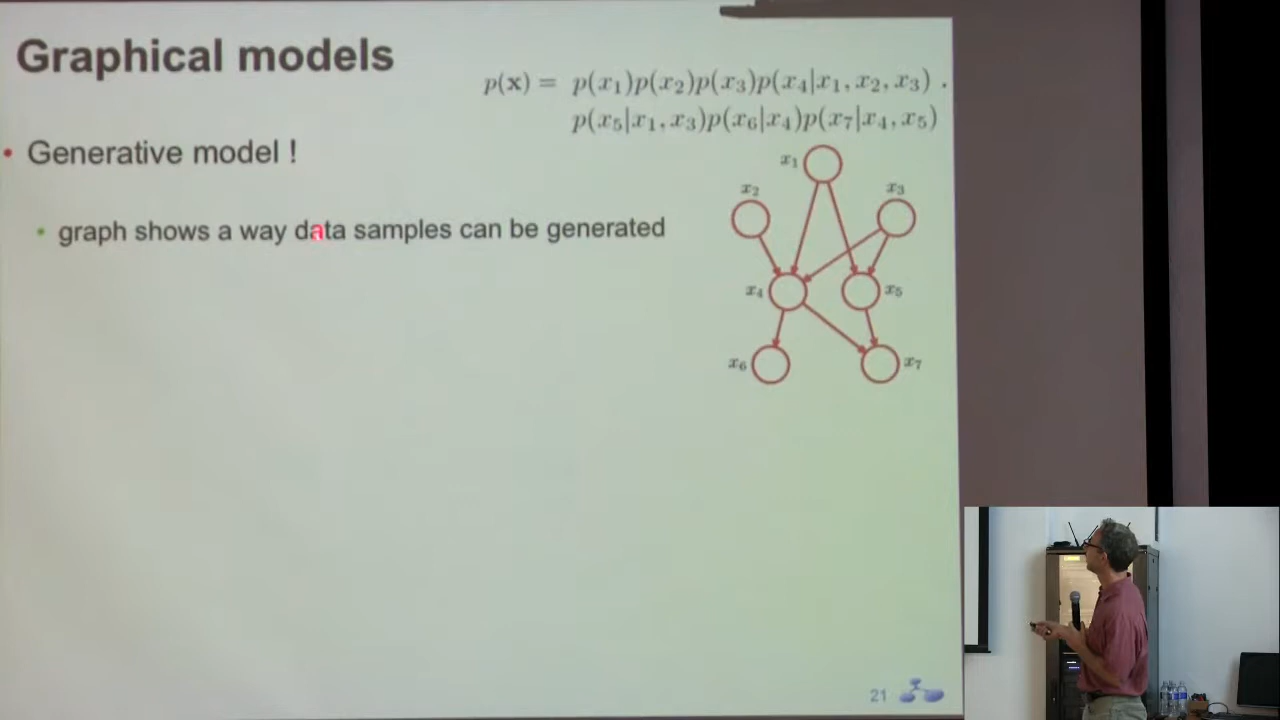 Graphical models
p(x) = p(x₁)p(x₂)p(x₃)p(x₄|x₁, x₂, x₃) ·
p(x₅|x₁, x₃)p(x₆|x₄)p(x₇|x₄, x₅)
• Generative model !
• graph shows a way data samples can be generated
x₁
x₂
x₃
x₄
x₅
x₆
x₇
21